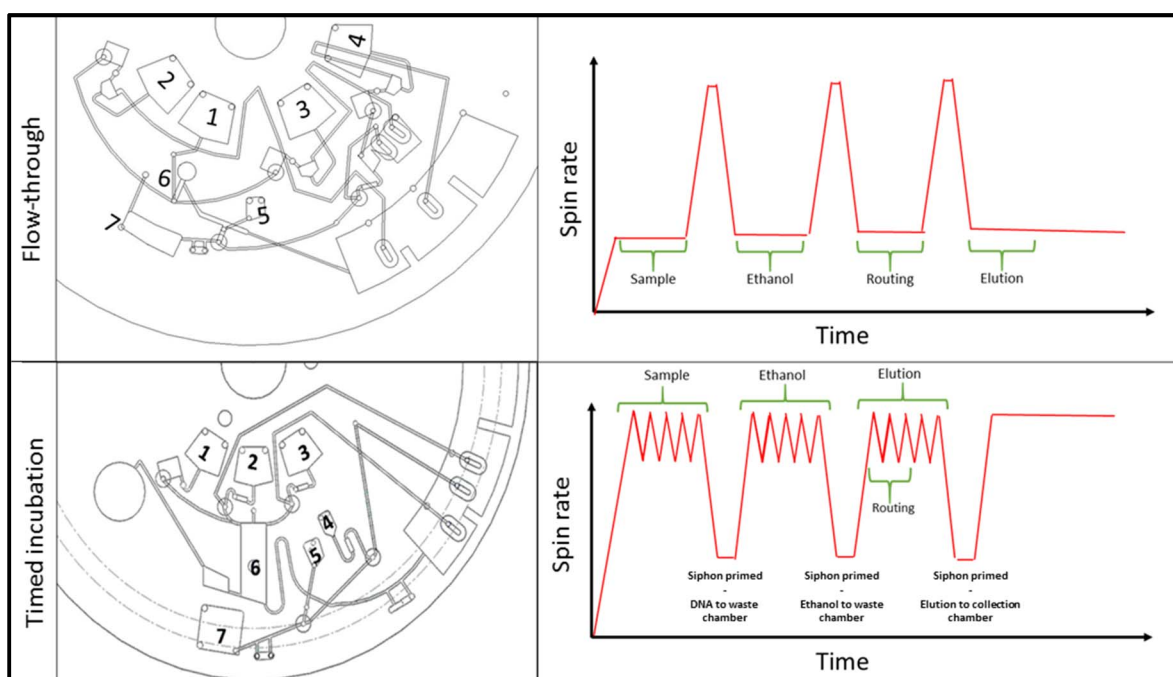 Flow-through
4
2
1
3
6
5
7
Spin rate
Sample
Ethanol
Routing
Elution
Time
Timed incubation
1
2
3
4
5
6
7
Spin rate
Sample
Ethanol
Elution
Routing
Siphon primed
-
DNA to waste
chamber
Siphon primed
-
Ethanol to waste
chamber
Siphon primed
-
Elution to collection
chamber
Time